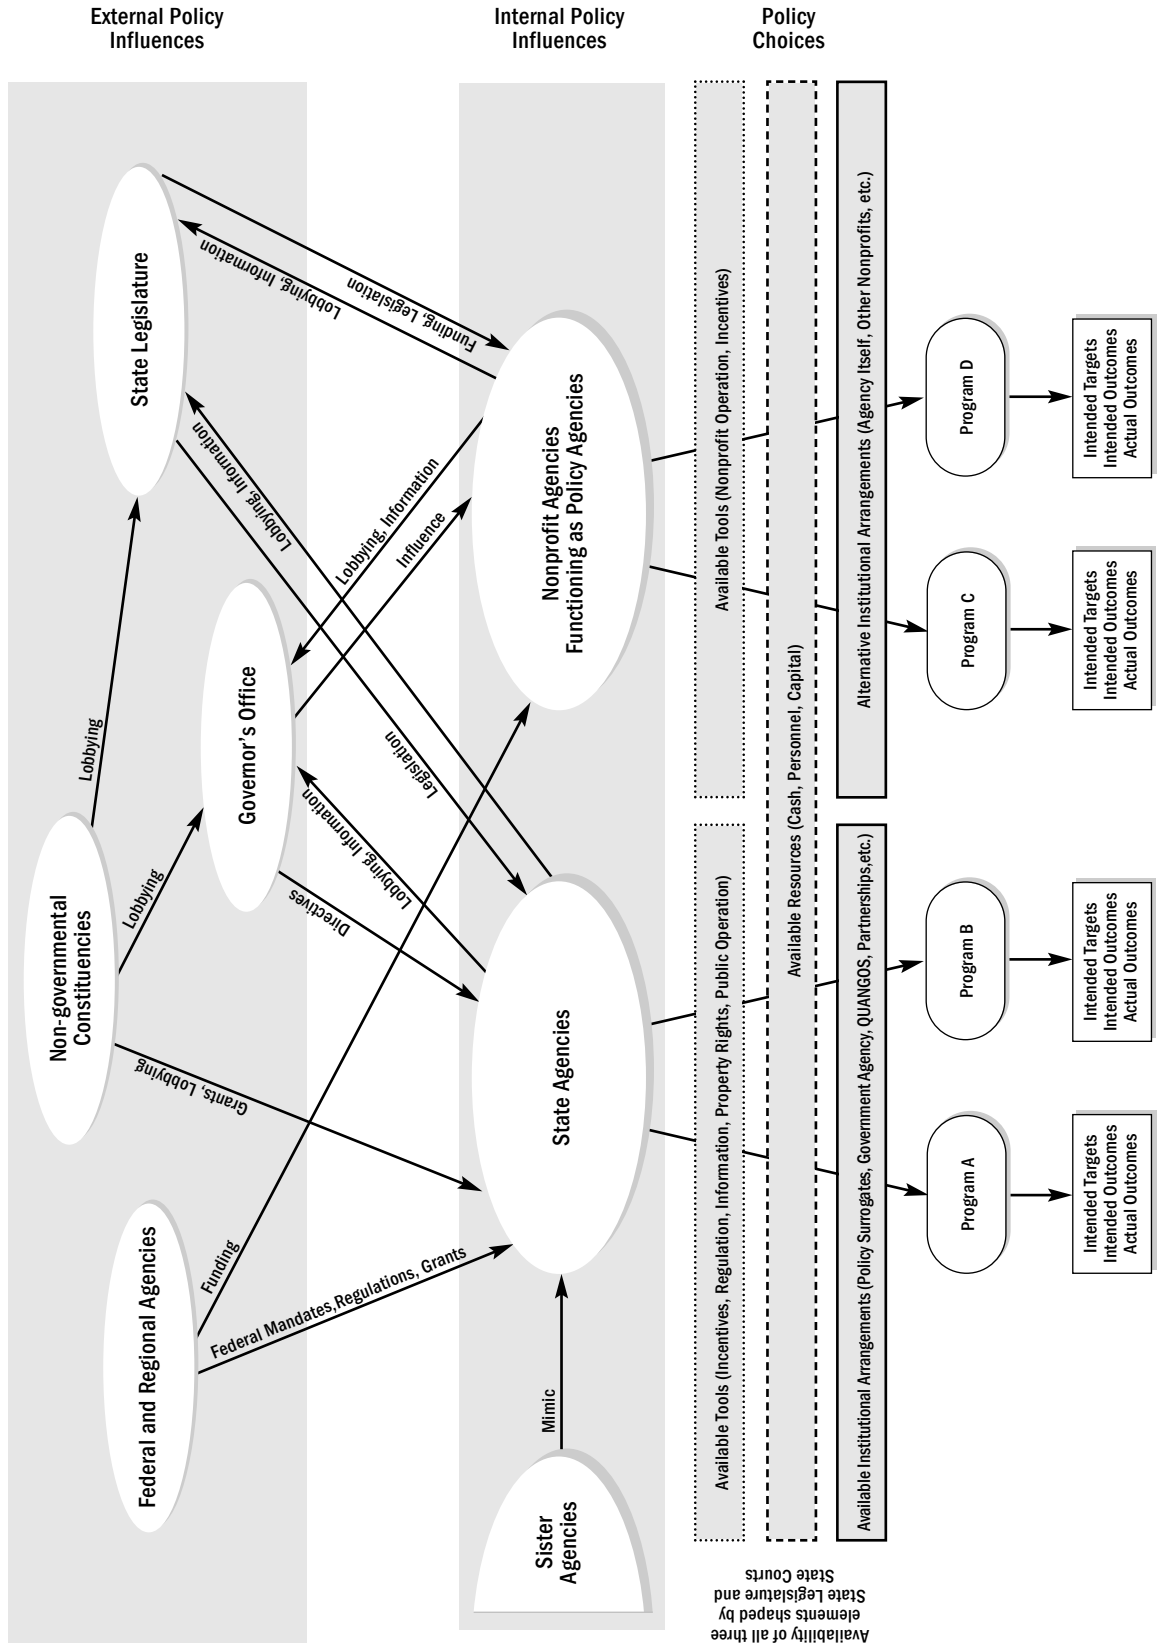 External Policy
Influences
Internal Policy
Influences
Policy
Choices
Federal and Regional Agencies
Non-governmental
Constituencies
Governor's Office
State Legislature
Lobbying
Lobbying
Grants, Lobbying
Funding
Federal Mandates,Regulations, Grants
Directives
Lobbying, Information
Legislation
Lobbying, Information
Lobbying, Information
Influence
Lobbying, Information
Funding, Legislation
Mimic
Sister
Agencies
State Agencies
Nonprofit Agencies
Functioning as Policy Agencies
Availability of all three
elements shaped by
State Legislature and
State Courts
Available Tools (Incentives, Regulation, Information, Property Rights, Public Operation)
Available Tools (Nonprofit Operation, Incentives)
Available Resources (Cash, Personnel, Capital)
Available Institutional Arrangements (Policy Surrogates, Government Agency, QUANGOS, Partnerships,etc.)
Alternative Institutional Arrangements (Agency Itself, Other Nonprofits, etc.)
Program A
Program B
Program C
Program D
Intended Targets
Intended Outcomes
Actual Outcomes
Intended Targets
Intended Outcomes
Actual Outcomes
Intended Targets
Intended Outcomes
Actual Outcomes
Intended Targets
Intended Outcomes
Actual Outcomes